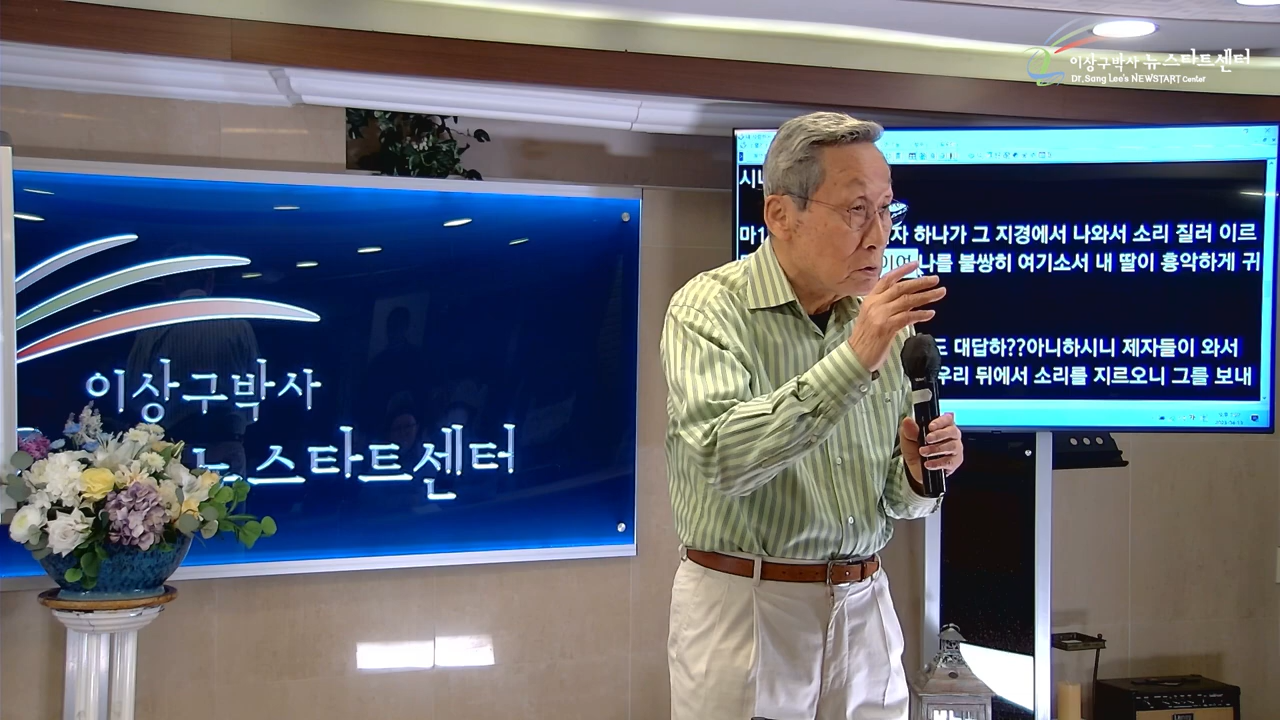 이상구박사 뉴스타트센터
Dr. Sang Lee's NEWSTART Center
이상구박사
뉴스타트센터
자 하나가 그 지경에서 나와서 소리 질러 이르
나를 불쌍히 여기소서 내 딸이 흉악하게 귀
대답하??아니하시니 제자들이 와서
우리 뒤에서 소리를 지르오니 그를 보내